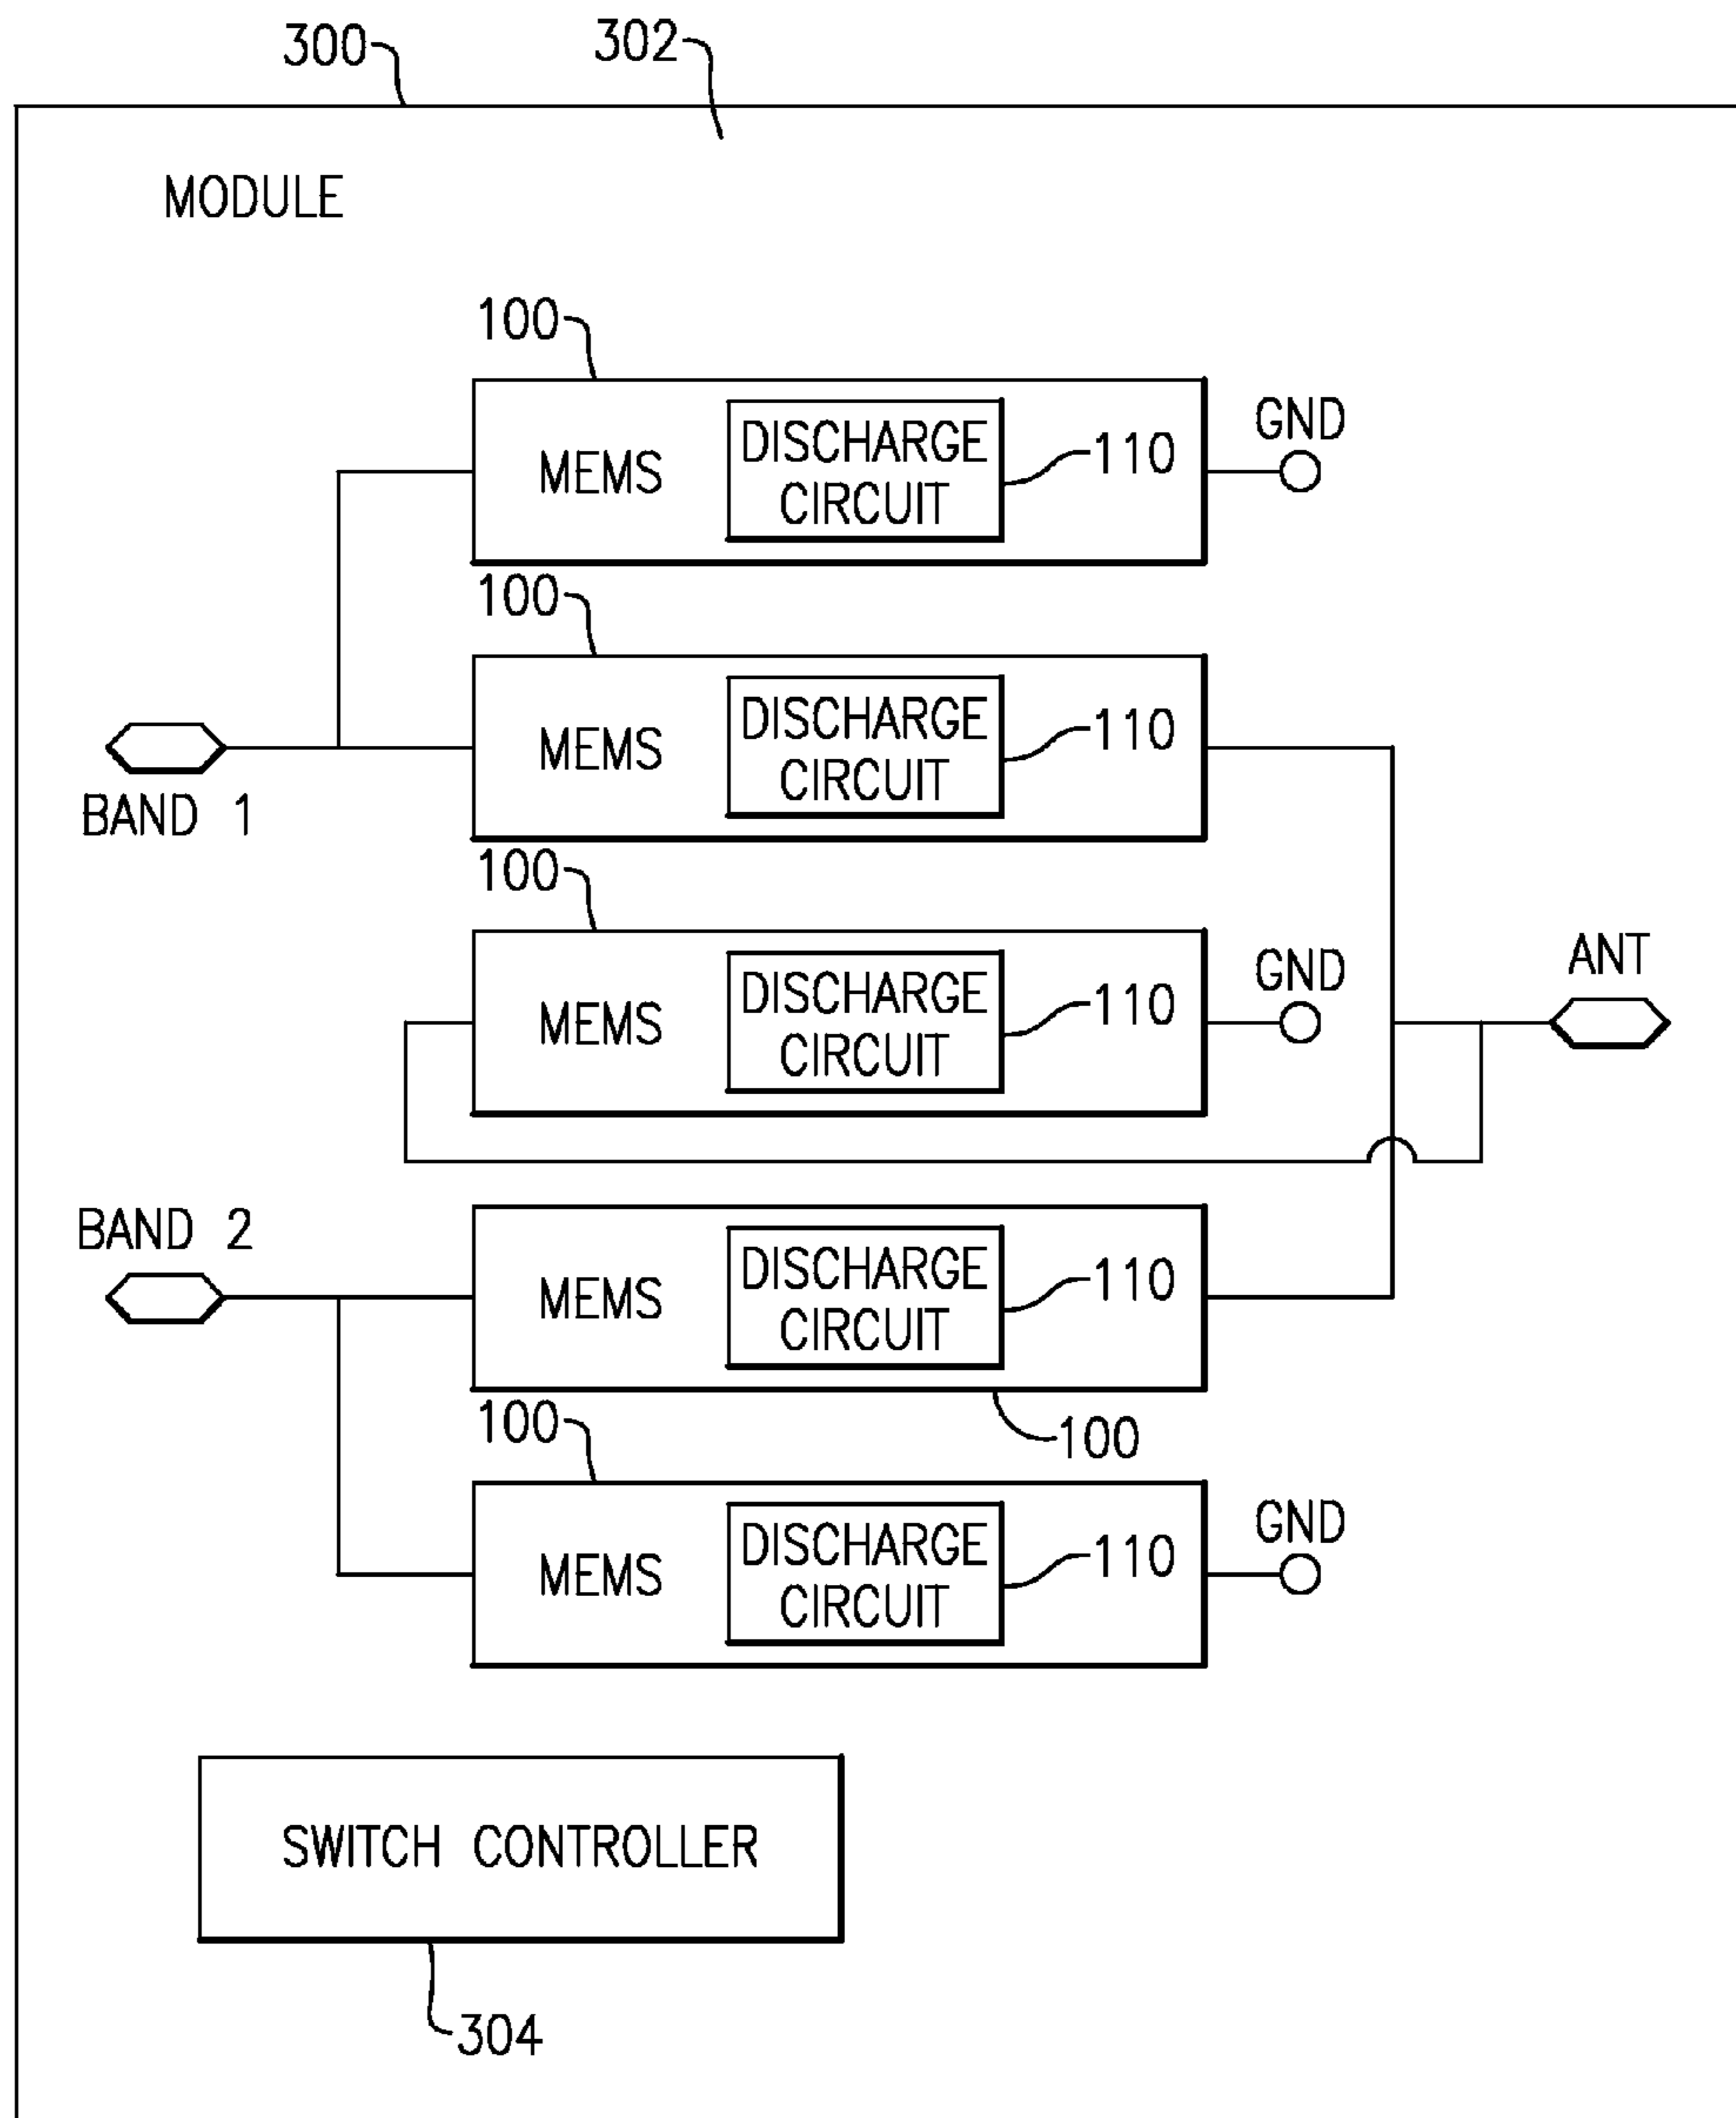 300
302
MODULE
100
MEMS
DISCHARGE
CIRCUIT
110
GND
100
MEMS
DISCHARGE
CIRCUIT
110
BAND 1
100
MEMS
DISCHARGE
CIRCUIT
110
GND
ANT
BAND 2
MEMS
DISCHARGE
CIRCUIT
110
100
100
MEMS
DISCHARGE
CIRCUIT
110
GND
SWITCH CONTROLLER
304